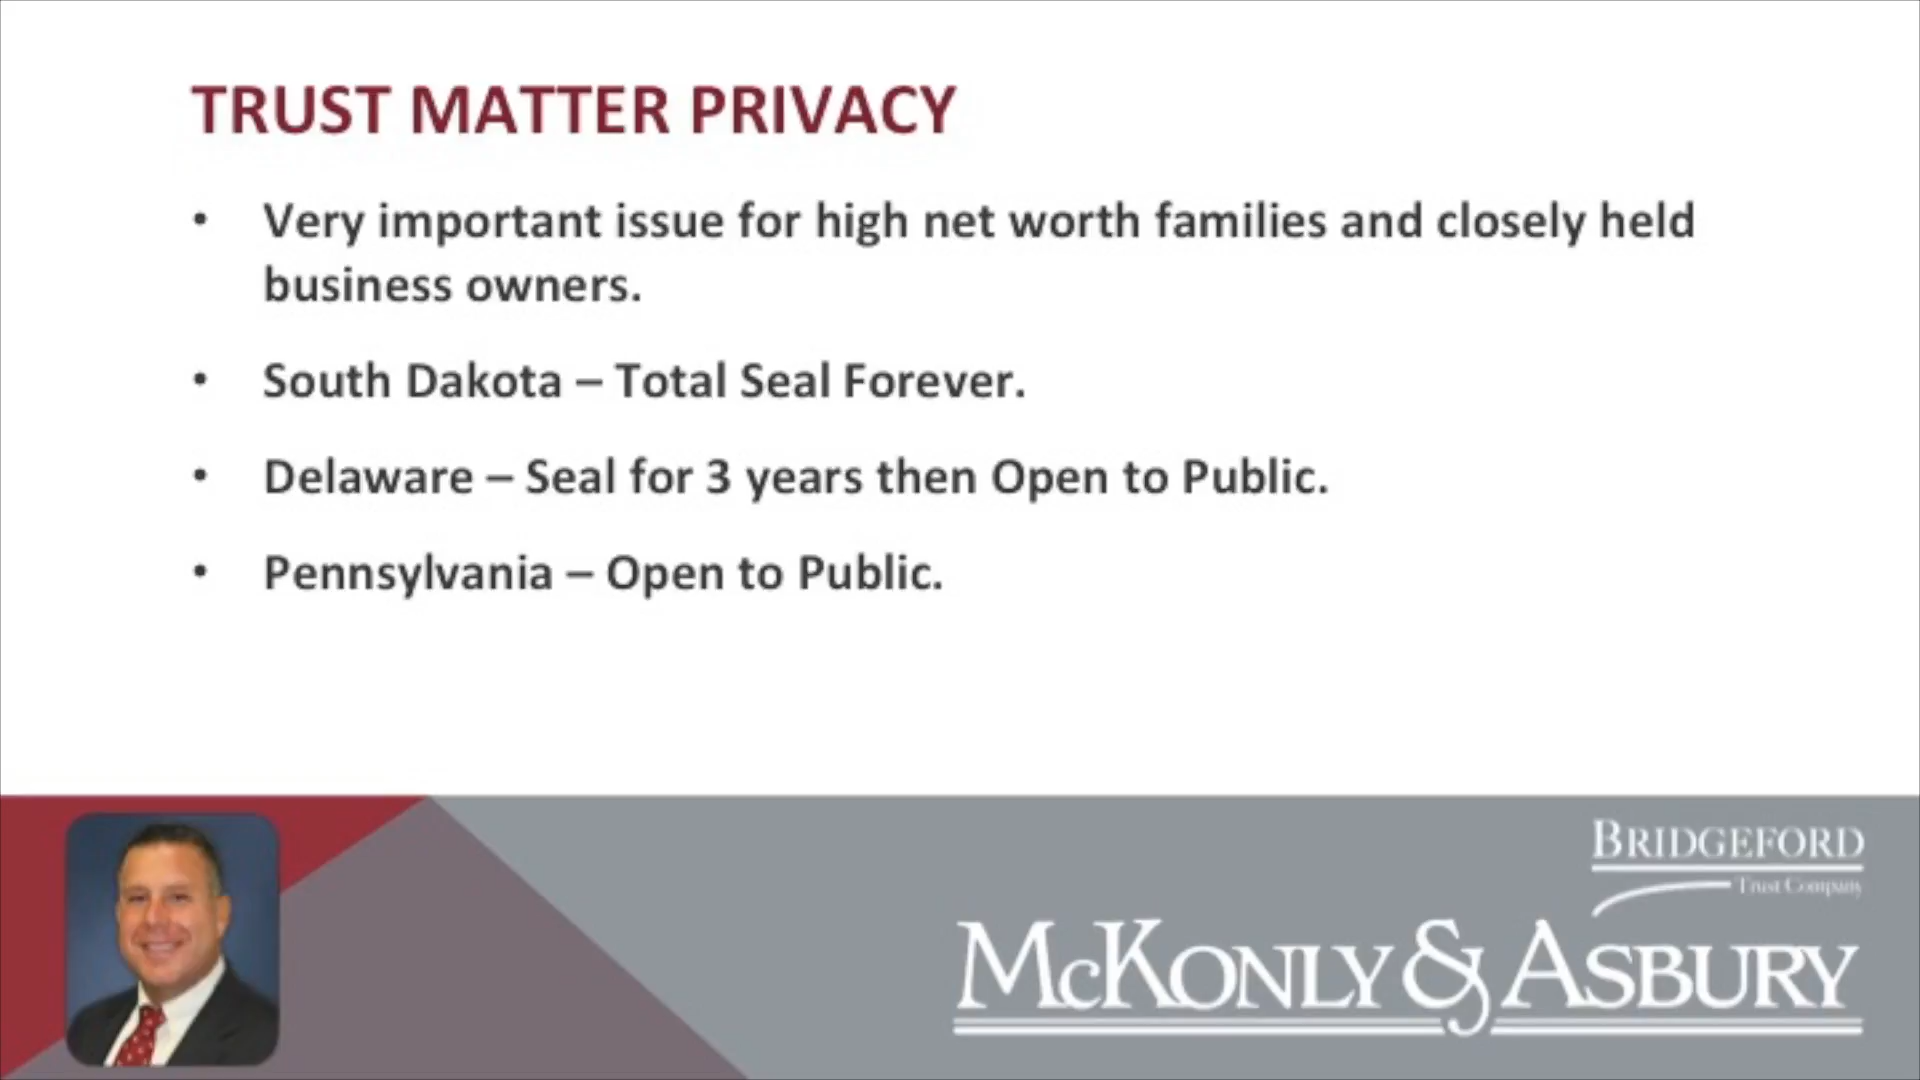 TRUST MATTER PRIVACY
• Very important issue for high net worth families and closely held
business owners.
• South Dakota – Total Seal Forever.
• Delaware – Seal for 3 years then Open to Public.
• Pennsylvania – Open to Public.
BRIDGEFORD
Trust Company
McKONLY & ASBURY